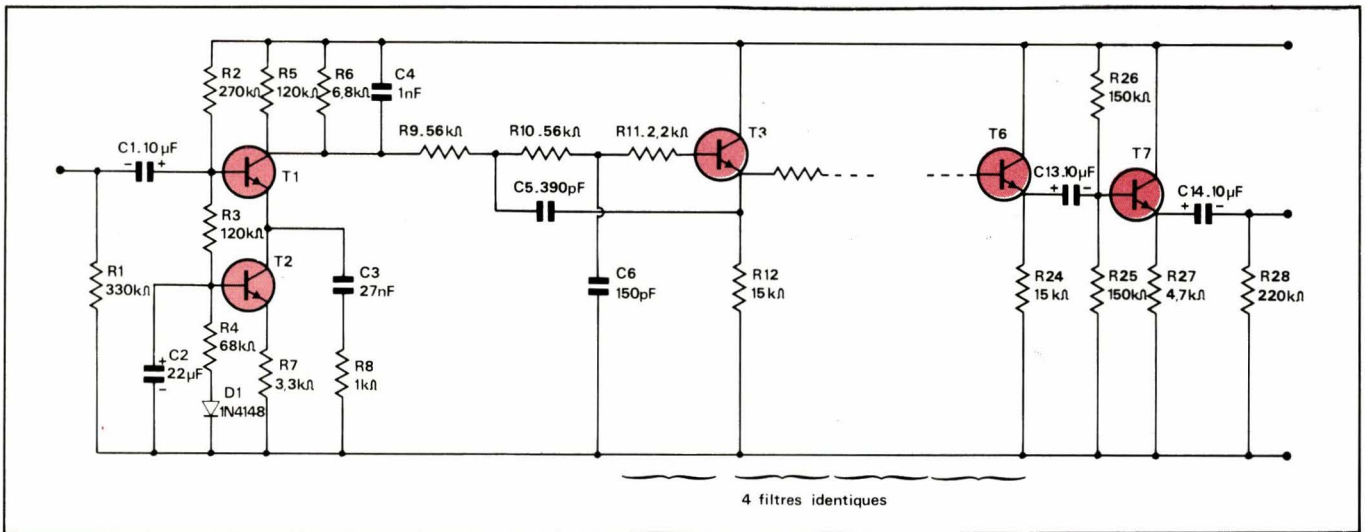 R2
270kΩ
R5
120kΩ
R6
6,8kΩ
C4
1nF
R26
150kΩ
C1.10µF
- +
T1
R9.56kΩ
R10.56kΩ
R11.2,2kΩ
T3
T6
C13.10µF
+ -
T7
C14.10µF
+ -
C5.390pF
R3
120kΩ
T2
R1
330kΩ
C3
27nF
C6
150pF
R12
15kΩ
R24
15kΩ
R25
150kΩ
R27
4,7kΩ
R28
220kΩ
R4
68kΩ
C2
22µF
+
-
R7
3,3kΩ
R8
1kΩ
D1
1N4148
4 filtres identiques